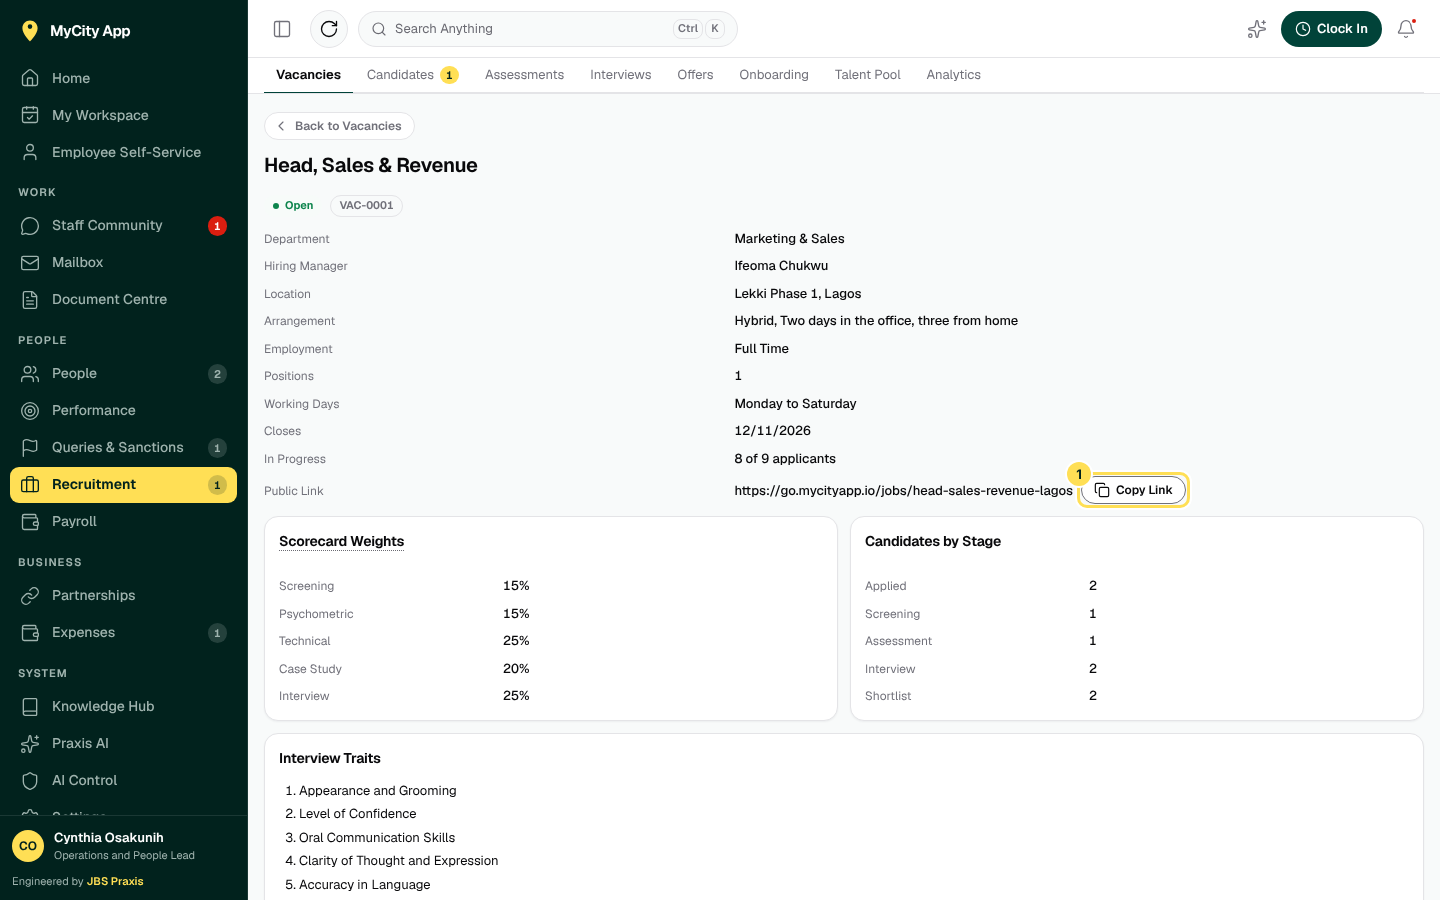 MyCity App
Home
My Workspace
Employee Self-Service
WORK
Staff Community 1
Mailbox
Document Centre
PEOPLE
People 2
Performance
Queries & Sanctions 1
Recruitment 1
Payroll
BUSINESS
Partnerships
Expenses 1
SYSTEM
Knowledge Hub
Praxis AI
AI Control
CO
Cynthia Osakunih
Operations and People Lead
Engineered by JBS Praxis
Search Anything Ctrl K
Clock In
Vacancies Candidates 1 Assessments Interviews Offers Onboarding Talent Pool Analytics
Back to Vacancies
Head, Sales & Revenue
Open VAC-0001
Department Marketing & Sales
Hiring Manager Ifeoma Chukwu
Location Lekki Phase 1, Lagos
Arrangement Hybrid, Two days in the office, three from home
Employment Full Time
Positions 1
Working Days Monday to Saturday
Closes 12/11/2026
In Progress 8 of 9 applicants
Public Link https://go.mycityapp.io/jobs/head-sales-revenue-lagos 1 Copy Link
Scorecard Weights
Screening 15%
Psychometric 15%
Technical 25%
Case Study 20%
Interview 25%
Candidates by Stage
Applied 2
Screening 1
Assessment 1
Interview 2
Shortlist 2
Interview Traits
1. Appearance and Grooming
2. Level of Confidence
3. Oral Communication Skills
4. Clarity of Thought and Expression
5. Accuracy in Language